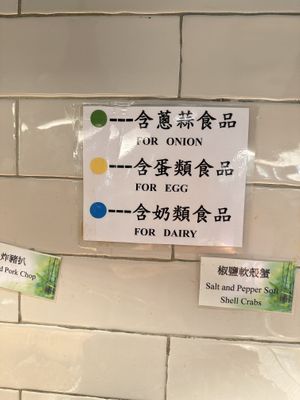 ---含蔥蒜食品
FOR ONION
---含蛋類食品
FOR EGG
---含奶類食品
FOR DAIRY
炸豬扒
Pork Chop
椒鹽軟殼蟹
Salt and Pepper Soft
Shell Crabs